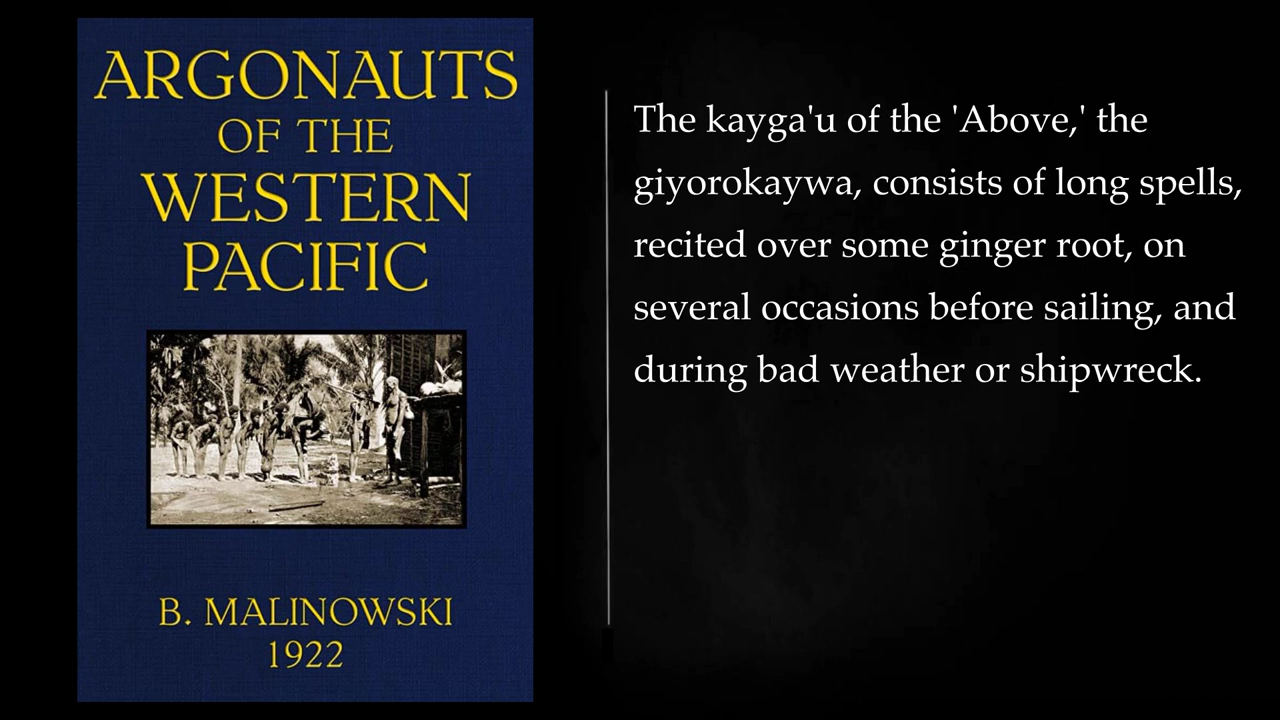 ARGONAUTS
OF THE
WESTERN
PACIFIC
B. MALINOWSKI
1922
The kayga'u of the 'Above,' the
giyorokaywa, consists of long spells,
recited over some ginger root, on
several occasions before sailing, and
during bad weather or shipwreck.